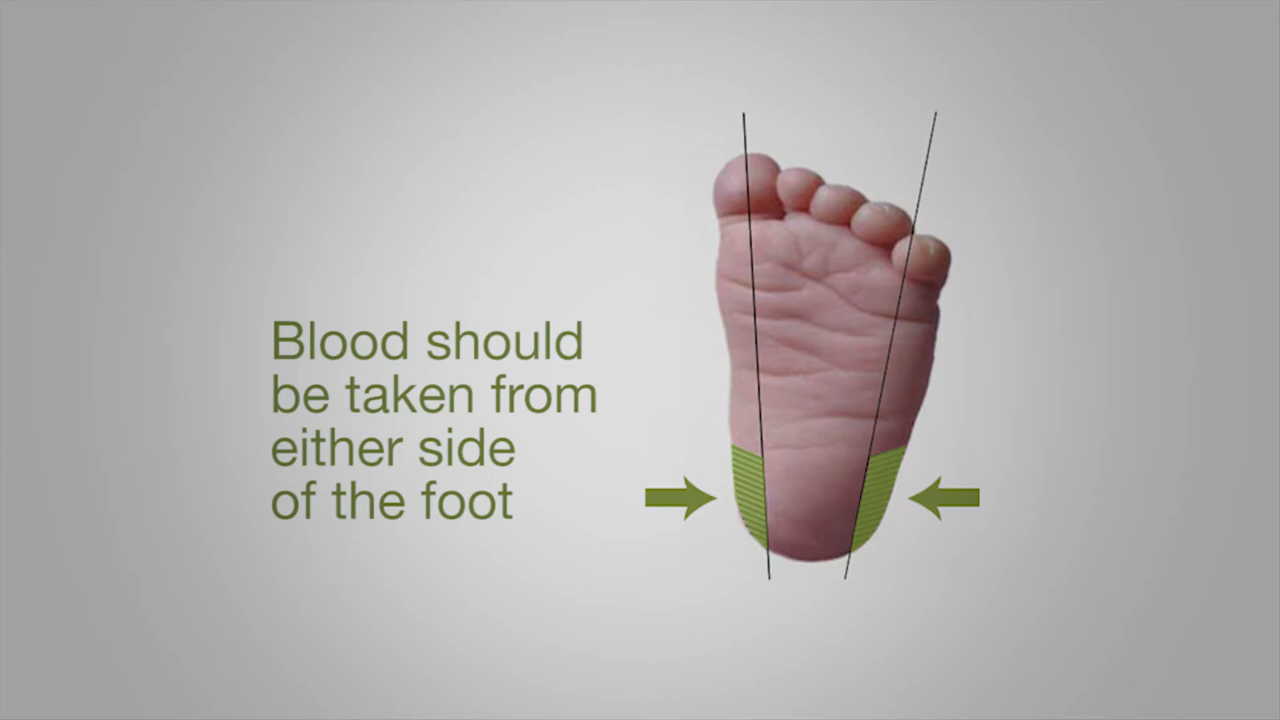 Blood should
be taken from
either side
of the foot